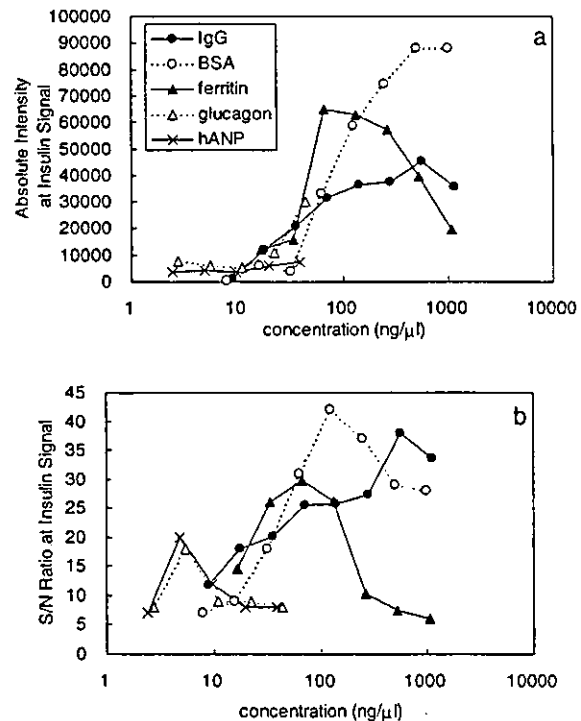 a
Absolute Intensity
at Insulin Signal
100000
90000
80000
70000
60000
50000
40000
30000
20000
10000
0
IgG
BSA
ferritin
glucagon
hANP
1
10
100
1000
10000
concentration (ng/µl)
b
S/N Ratio at Insulin Signal
45
40
35
30
25
20
15
10
5
0
1
10
100
1000
10000
concentration (ng/µl)